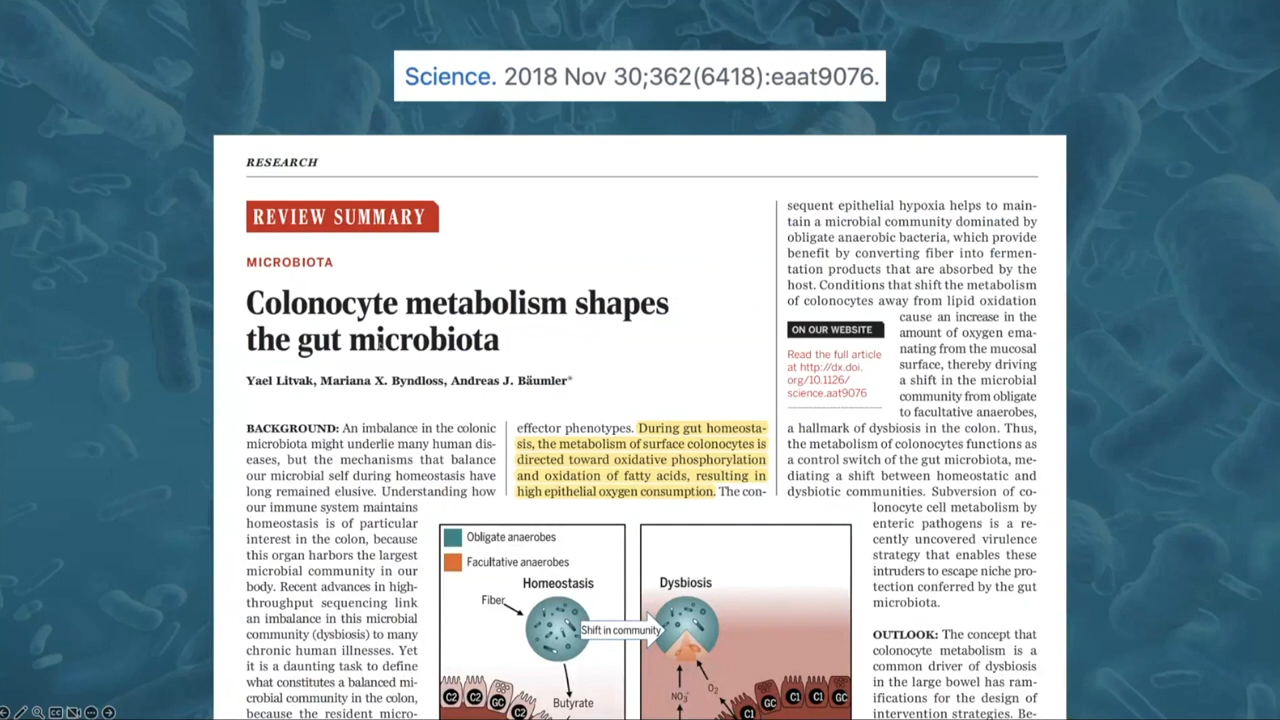 Science. 2018 Nov 30;362(6418):eaat9076.
RESEARCH
REVIEW SUMMARY
MICROBIOTA
Colonocyte metabolism shapes
the gut microbiota
Yael Litvak, Mariana X. Byndloss, Andreas J. Bäumler*
BACKGROUND: An imbalance in the colonic
microbiota might underlie many human dis-
eases, but the mechanisms that balance
our microbial self during homeostasis have
long remained elusive. Understanding how
our immune system maintains
homeostasis is of particular
interest in the colon, because
this organ harbors the largest
microbial community in our
body. Recent advances in high-
throughput sequencing link
an imbalance in this microbial
community (dysbiosis) to many
chronic human illnesses. Yet
it is a daunting task to define
what constitutes a balanced mi-
crobial community in the colon,
because the resident micro-
effector phenotypes. During gut homeosta-
sis, the metabolism of surface colonocytes is
directed toward oxidative phosphorylation
and oxidation of fatty acids, resulting in
high epithelial oxygen consumption. The con-
sequent epithelial hypoxia helps to main-
tain a microbial community dominated by
obligate anaerobic bacteria, which provide
benefit by converting fiber into fermen-
tation products that are absorbed by the
host. Conditions that shift the metabolism
of colonocytes away from lipid oxidation
cause an increase in the
amount of oxygen ema-
nating from the mucosal
surface, thereby driving
a shift in the microbial
community from obligate
to facultative anaerobes,
a hallmark of dysbiosis in the colon. Thus,
the metabolism of colonocytes functions as
a control switch of the gut microbiota, me-
diating a shift between homeostatic and
dysbiotic communities. Subversion of co-
lonocyte cell metabolism by
enteric pathogens is a re-
cently uncovered virulence
strategy that enables these
intruders to escape niche pro-
tection conferred by the gut
microbiota.
OUTLOOK: The concept that
colonocyte metabolism is a
common driver of dysbiosis
in the large bowel has ram-
ifications for the design of
intervention strategies. Be-
ON OUR WEBSITE
Read the full article
at http://dx.doi.
org/10.1126/
science.aat9076
Obligate anaerobes
Facultative anaerobes
Homeostasis
Fiber
Shift in community
Butyrate
C2 C2 GC C2
Dysbiosis
NO3-
O2
C1 GC C1 C1 GC
CC